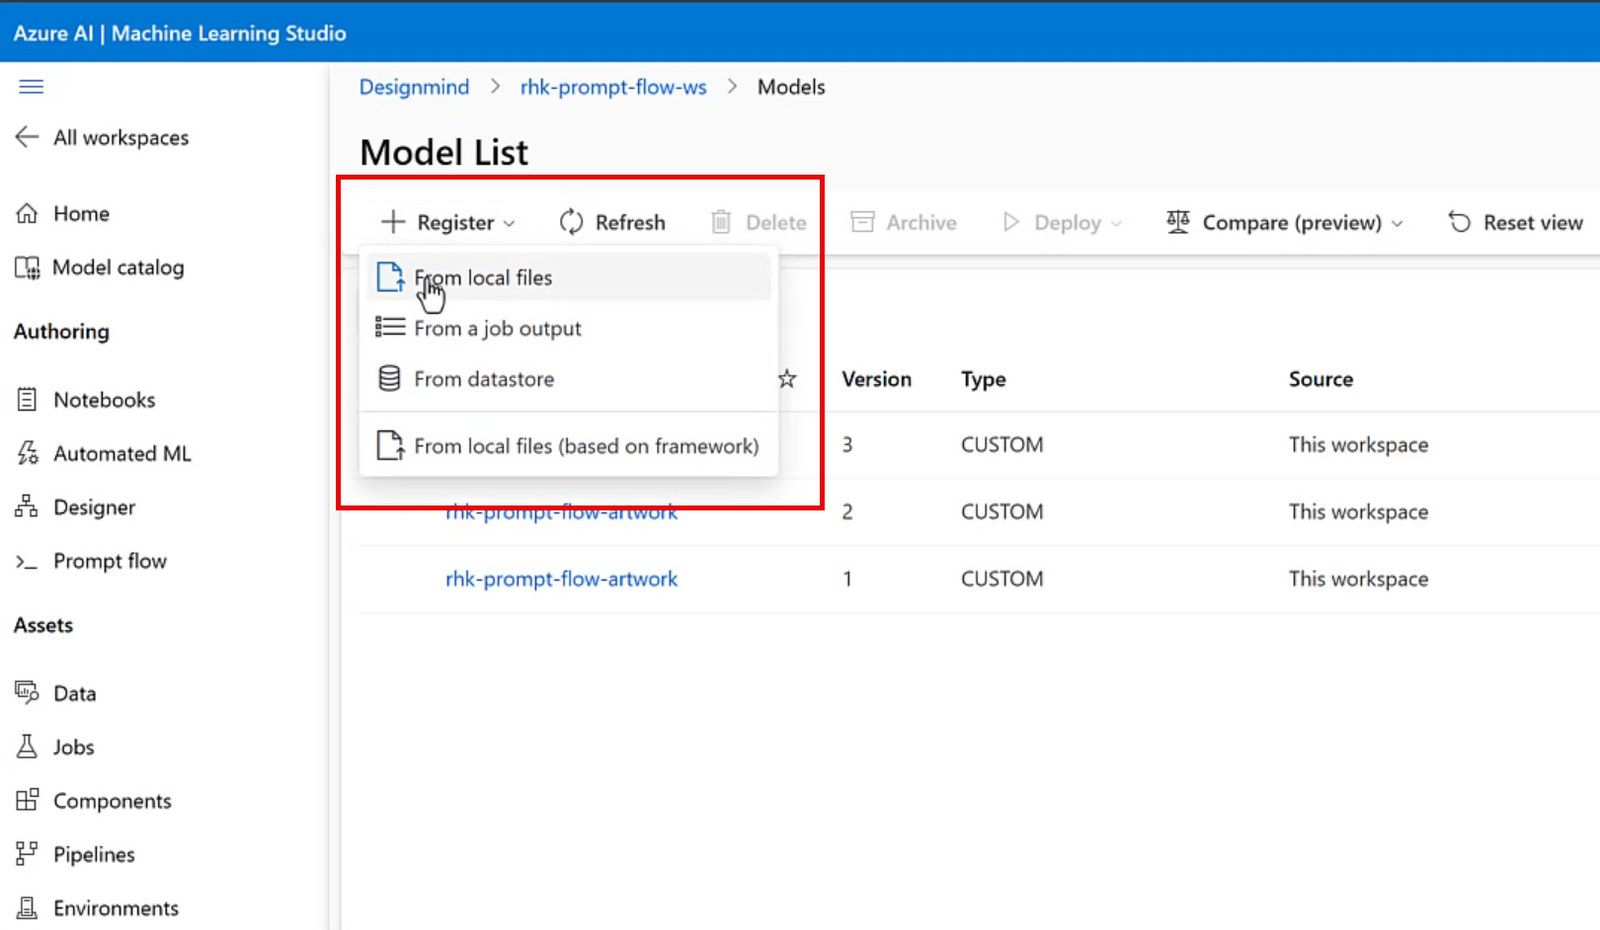 Azure AI | Machine Learning Studio
Designmind > rhk-prompt-flow-ws > Models
All workspaces
Model List
Home
Register Refresh Delete Archive Deploy Compare (preview) Reset view
Model catalog
From local files
Authoring
From a job output
From datastore
Version Type Source
Notebooks
From local files (based on framework)
3 CUSTOM This workspace
Automated ML
Designer
rhk-prompt-flow-artwork 2 CUSTOM This workspace
Prompt flow
rhk-prompt-flow-artwork 1 CUSTOM This workspace
Assets
Data
Jobs
Components
Pipelines
Environments